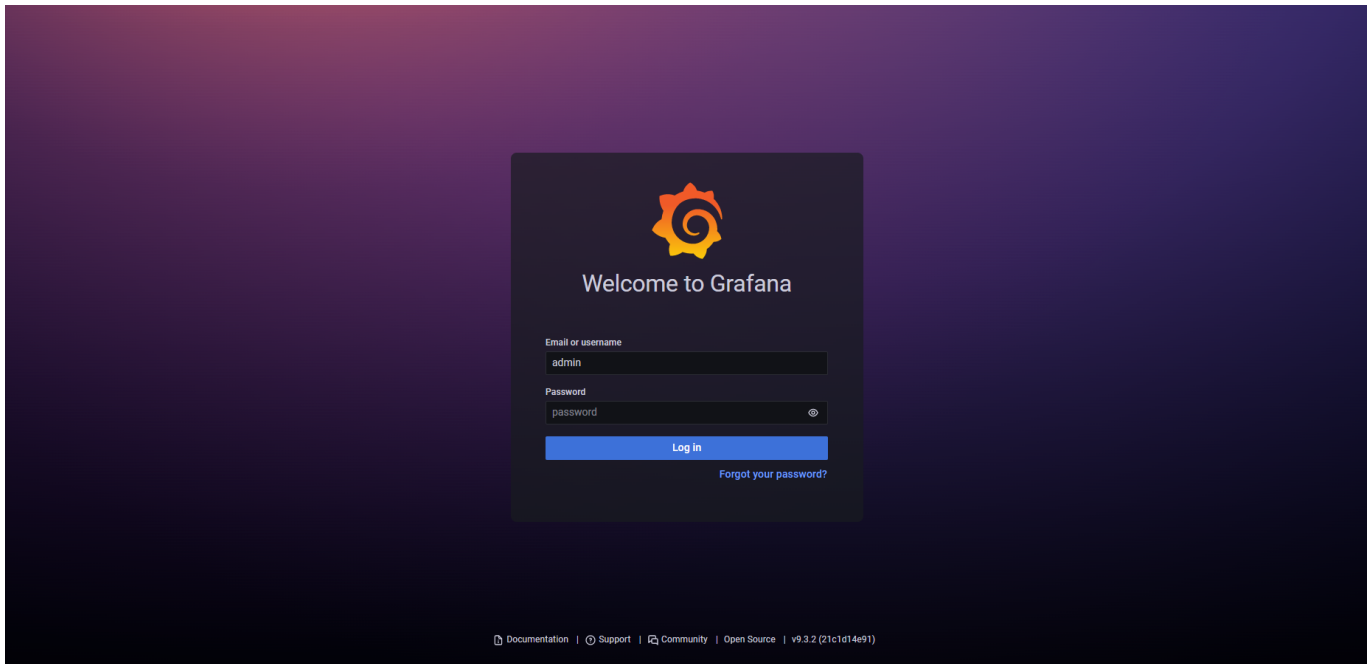 Welcome to Grafana
Email or username
admin
Password
password
Log in
Forgot your password?
Documentation | Support | Community | Open Source | v9.3.2 (21c1d14e91)